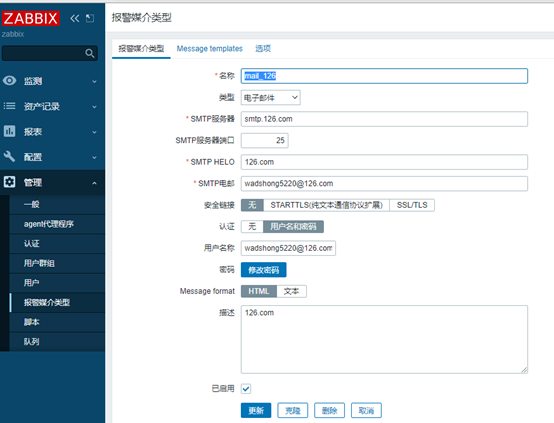 ZABBIX
zabbix
监测
资产记录
报表
配置
管理
一般
agent代理程序
认证
用户群组
用户
报警媒介类型
脚本
队列
报警媒介类型
报警媒介类型 Message templates 选项
* 名称 mail_126
类型 电子邮件
* SMTP服务器 smtp.126.com
SMTP服务器端口 25
* SMTP HELO 126.com
* SMTP电邮 wadshong5220@126.com
安全链接 无 STARTTLS(纯文本通信协议扩展) SSL/TLS
认证 无 用户名和密码
用户名称 wadshong5220@126.com
密码 修改密码
Message format HTML 文本
描述 126.com
已启用
更新 克隆 删除 取消